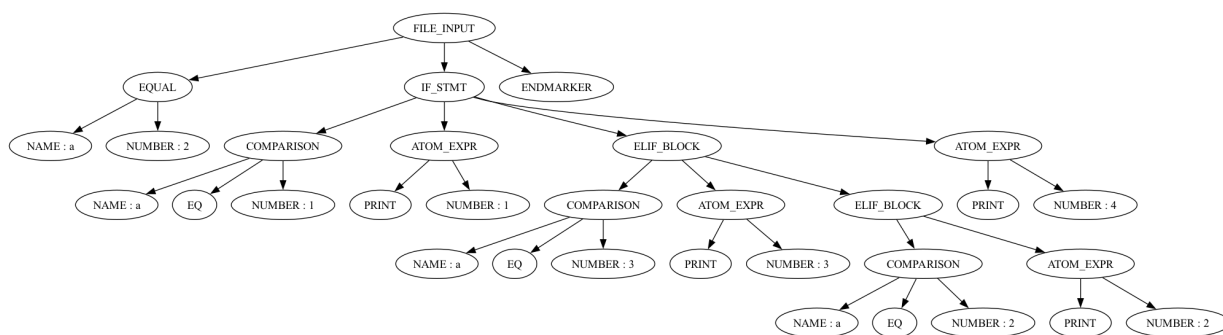 FILE_INPUT
EQUAL
IF_STMT
ENDMARKER
NAME : a
NUMBER : 2
COMPARISON
ATOM_EXPR
ELIF_BLOCK
ATOM_EXPR
NAME : a
EQ
NUMBER : 1
PRINT
NUMBER : 1
COMPARISON
ATOM_EXPR
ELIF_BLOCK
PRINT
NUMBER : 4
NAME : a
EQ
NUMBER : 3
PRINT
NUMBER : 3
COMPARISON
ATOM_EXPR
NAME : a
EQ
NUMBER : 2
PRINT
NUMBER : 2